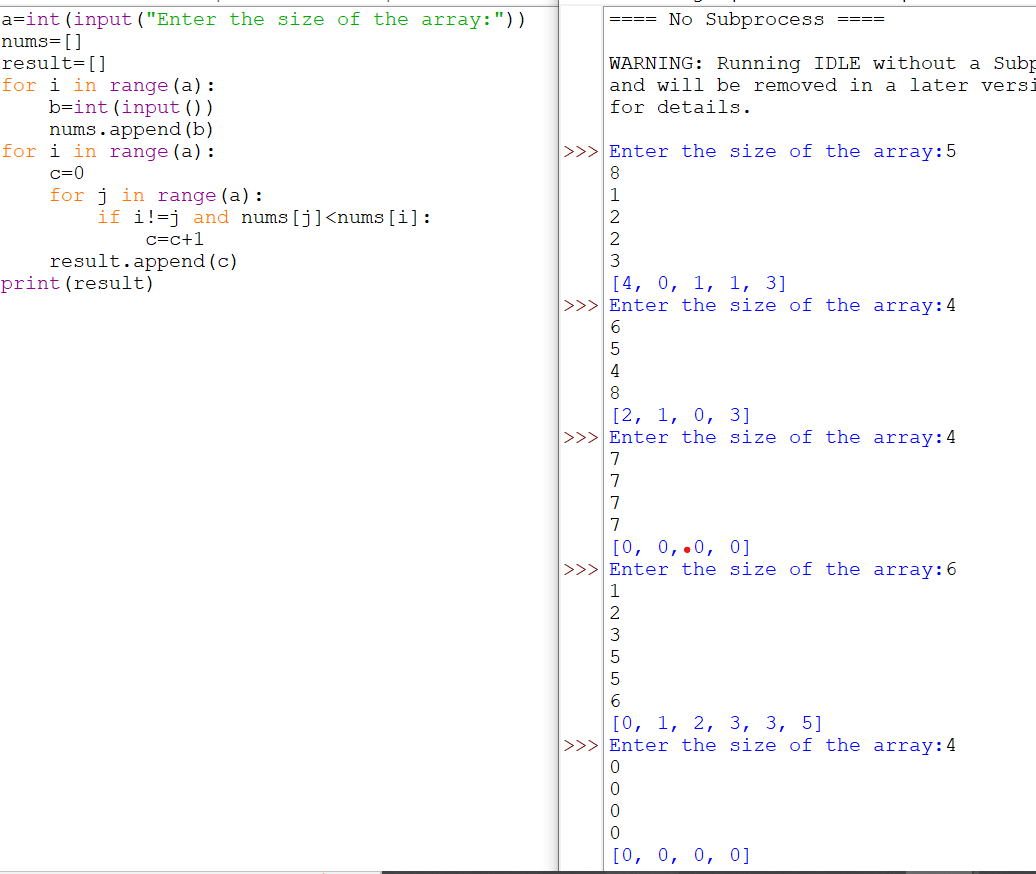 a=int(input("Enter the size of the array:"))
nums=[]
result=[]
for i in range(a):
    b=int(input())
    nums.append(b)
for i in range(a):
    c=0
    for j in range(a):
        if i!=j and nums[j]<nums[i]:
            c=c+1
    result.append(c)
print(result)
==== No Subprocess ====
WARNING: Running IDLE without a Subp
and will be removed in a later versi
for details.
>>> Enter the size of the array:5
8
1
2
2
3
[4, 0, 1, 1, 3]
>>> Enter the size of the array:4
6
5
4
8
[2, 1, 0, 3]
>>> Enter the size of the array:4
7
7
7
7
[0, 0, 0, 0]
>>> Enter the size of the array:6
1
2
3
5
5
6
[0, 1, 2, 3, 3, 5]
>>> Enter the size of the array:4
0
0
0
0
[0, 0, 0, 0]